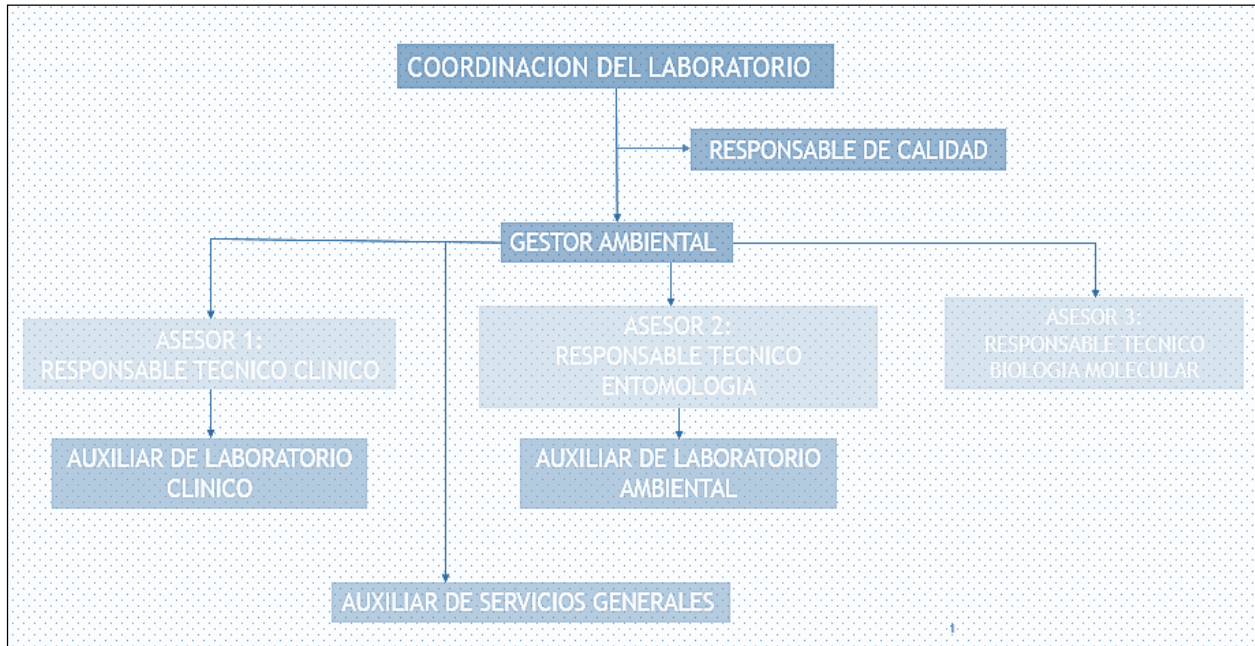 COORDINACION DEL LABORATORIO
RESPONSABLE DE CALIDAD
GESTOR AMBIENTAL
ASESOR 1:
RESPONSABLE TECNICO CLINICO
ASESOR 2:
RESPONSABLE TECNICO
ENTOMOLOGIA
ASESOR 3:
RESPONSABLE TECNICO
BIOLOGIA MOLECULAR
AUXILIAR DE LABORATORIO
CLINICO
AUXILIAR DE LABORATORIO
AMBIENTAL
AUXILIAR DE SERVICIOS GENERALES
1